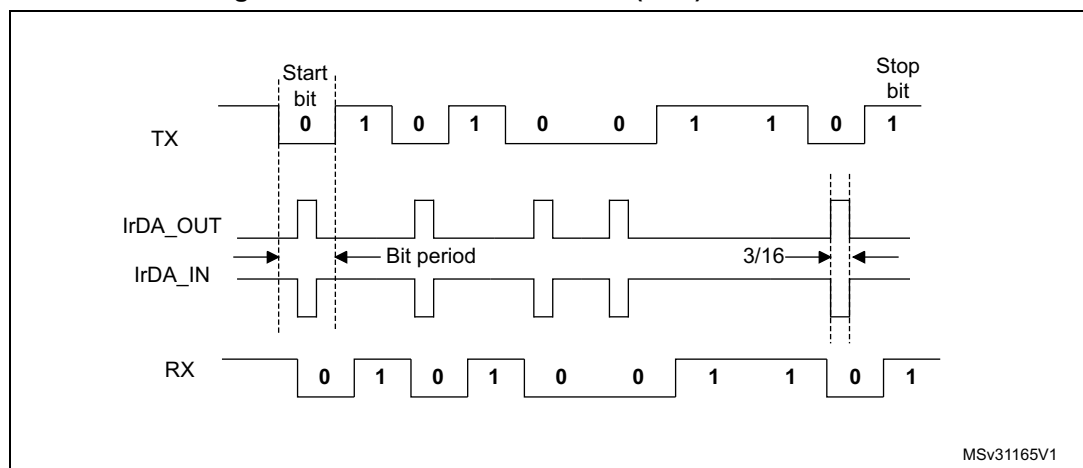 Start
bit
Stop
bit
TX
0 1 0 1 0 0 1 1 0 1
IrDA_OUT
Bit period
3/16
IrDA_IN
RX
0 1 0 1 0 0 1 1 0 1
MSv31165V1